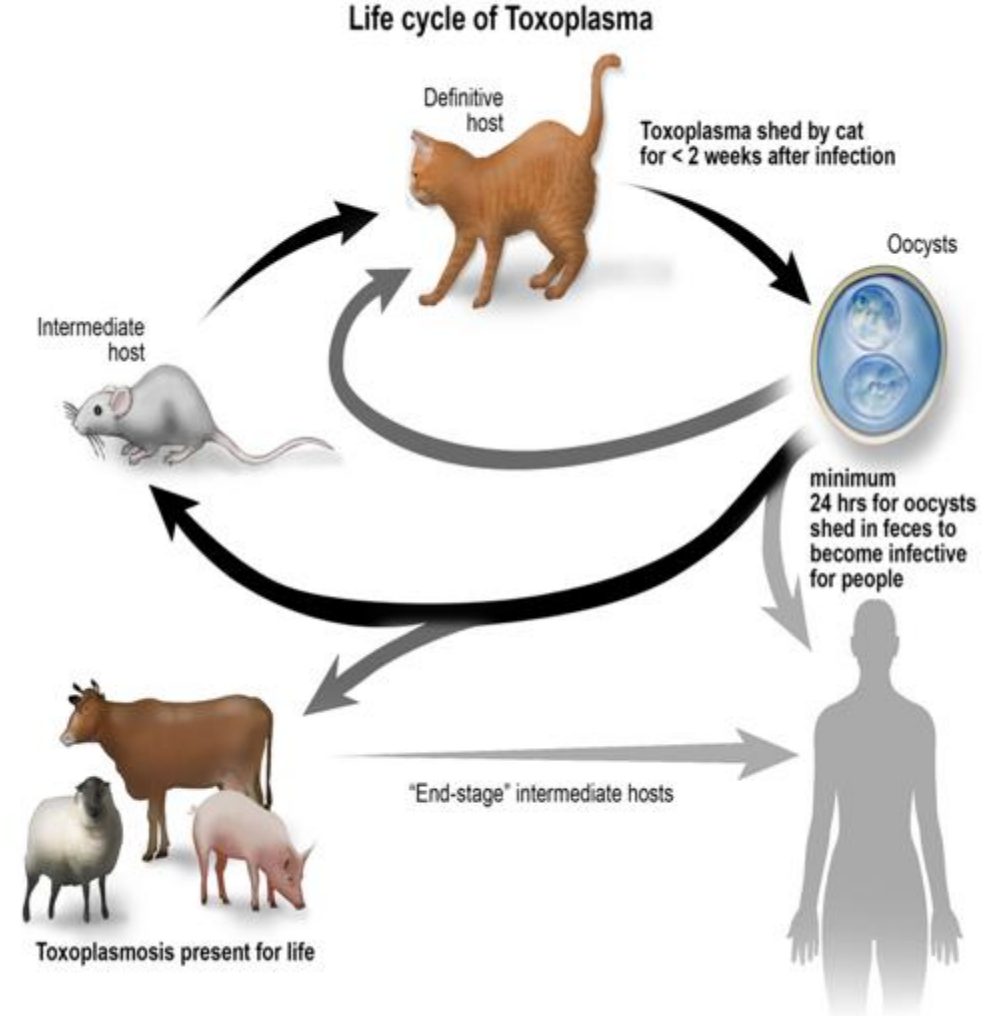 Life cycle of Toxoplasma
Definitive
host
Toxoplasma shed by cat
for < 2 weeks after infection
Oocysts
Intermediate
host
minimum
24 hrs for oocysts
shed in feces to
become infective
for people
“End-stage” intermediate hosts
Toxoplasmosis present for life